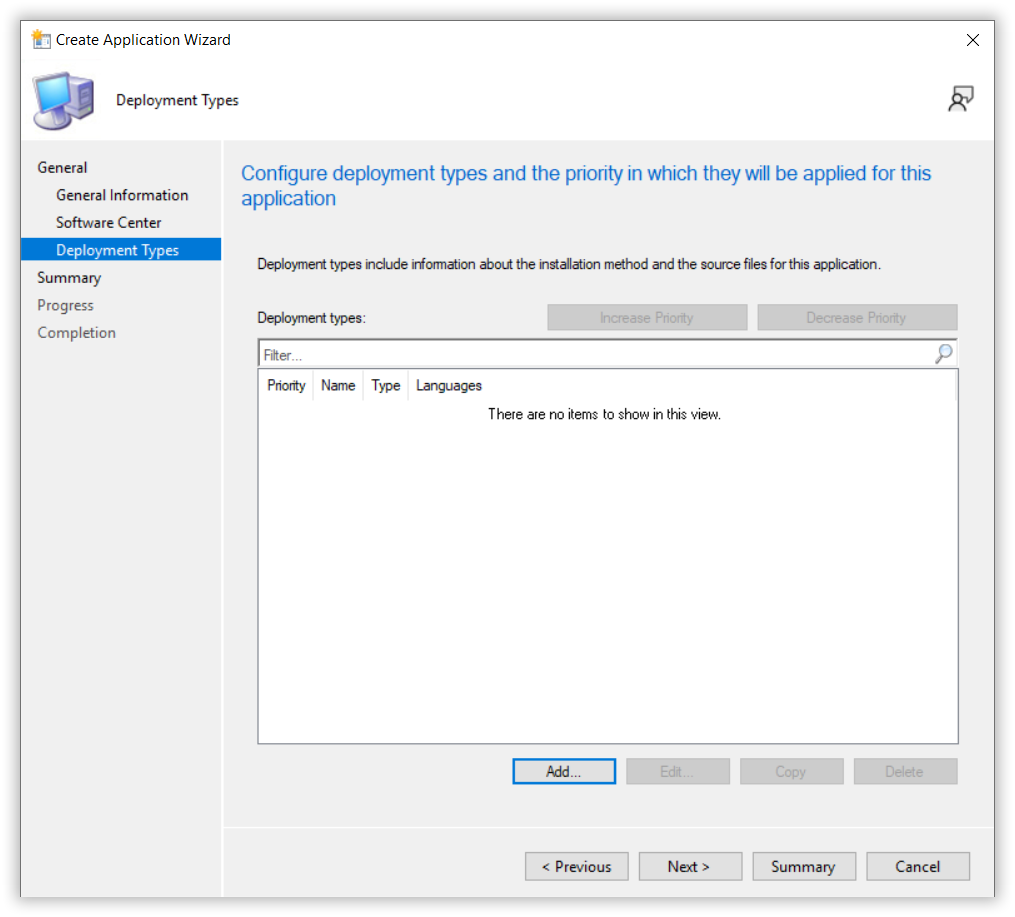 Create Application Wizard
Deployment Types
General
General Information
Software Center
Deployment Types
Summary
Progress
Completion
Configure deployment types and the priority in which they will be applied for this
application
Deployment types include information about the installation method and the source files for this application.
Deployment types:
Increase Priority
Decrease Priority
Filter...
Priority Name Type Languages
There are no items to show in this view.
Add... Edit... Copy Delete
< Previous Next > Summary Cancel